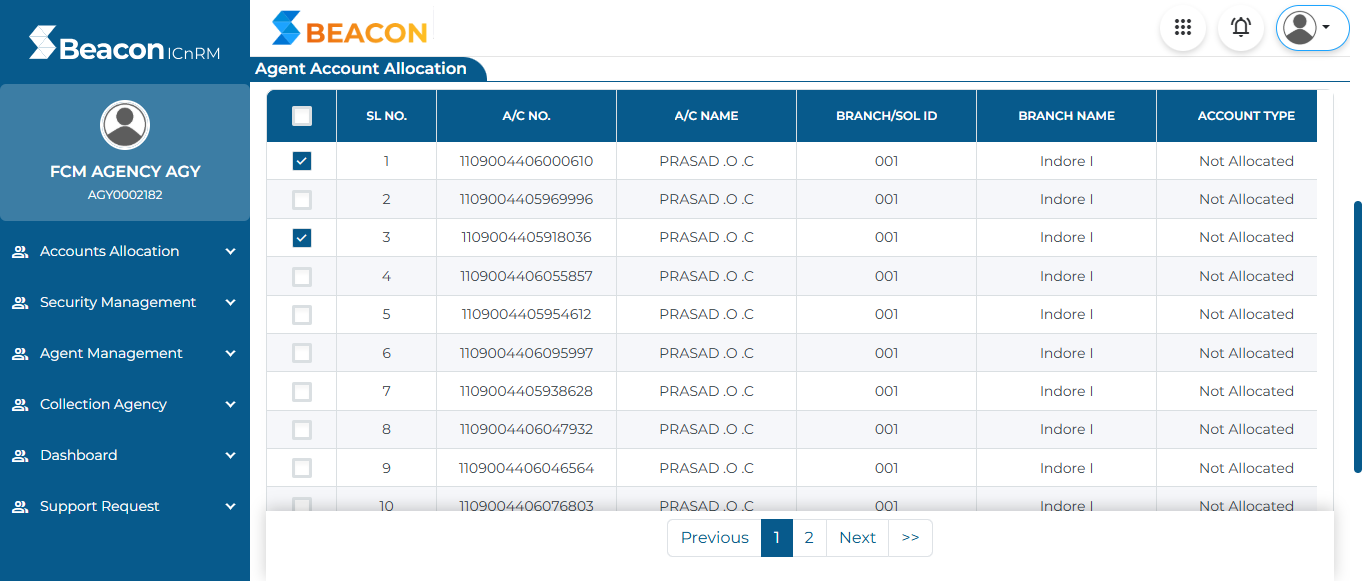 Beacon ICnRM
FCM AGENCY AGY
AGY0002182
Accounts Allocation
Security Management
Agent Management
Collection Agency
Dashboard
Support Request
BEACON
Agent Account Allocation
SL NO. A/C NO. A/C NAME BRANCH/SOL ID BRANCH NAME ACCOUNT TYPE
1 1109004406000610 PRASAD .O .C 001 Indore I Not Allocated
2 1109004405969996 PRASAD .O .C 001 Indore I Not Allocated
3 1109004405918036 PRASAD .O .C 001 Indore I Not Allocated
4 1109004406055857 PRASAD .O .C 001 Indore I Not Allocated
5 1109004405954612 PRASAD .O .C 001 Indore I Not Allocated
6 1109004406095997 PRASAD .O .C 001 Indore I Not Allocated
7 1109004405938628 PRASAD .O .C 001 Indore I Not Allocated
8 1109004406047932 PRASAD .O .C 001 Indore I Not Allocated
9 1109004406046564 PRASAD .O .C 001 Indore I Not Allocated
10 1109004406076803 PRASAD .O .C 001 Indore I Not Allocated
Previous 1 2 Next >>